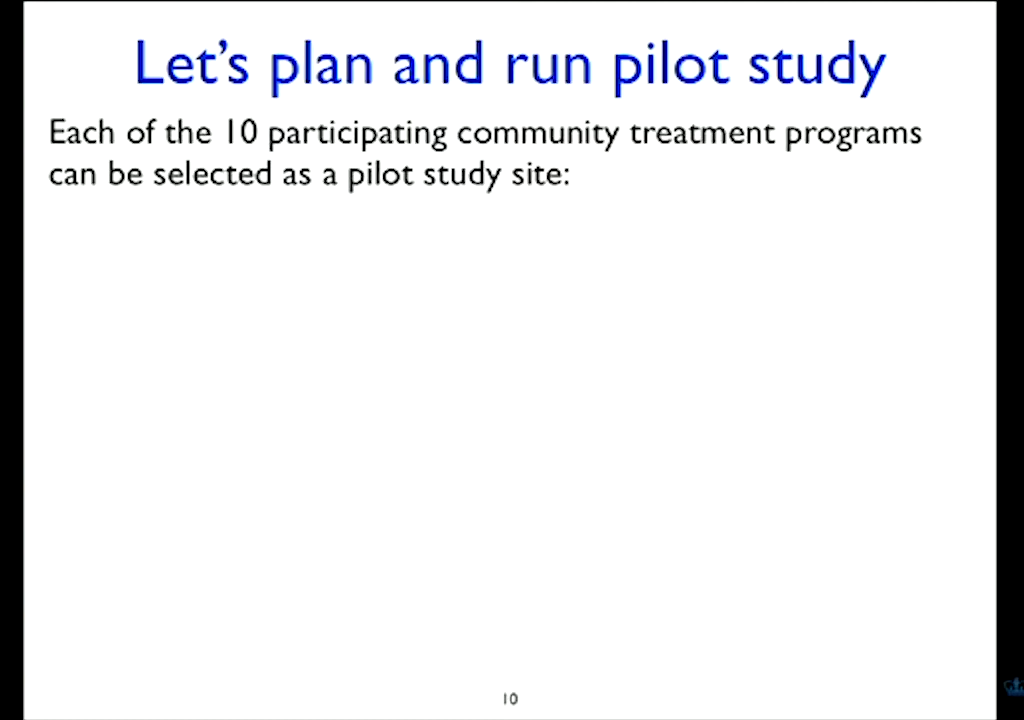 Let's plan and run pilot study
Each of the 10 participating community treatment programs
can be selected as a pilot study site:
10